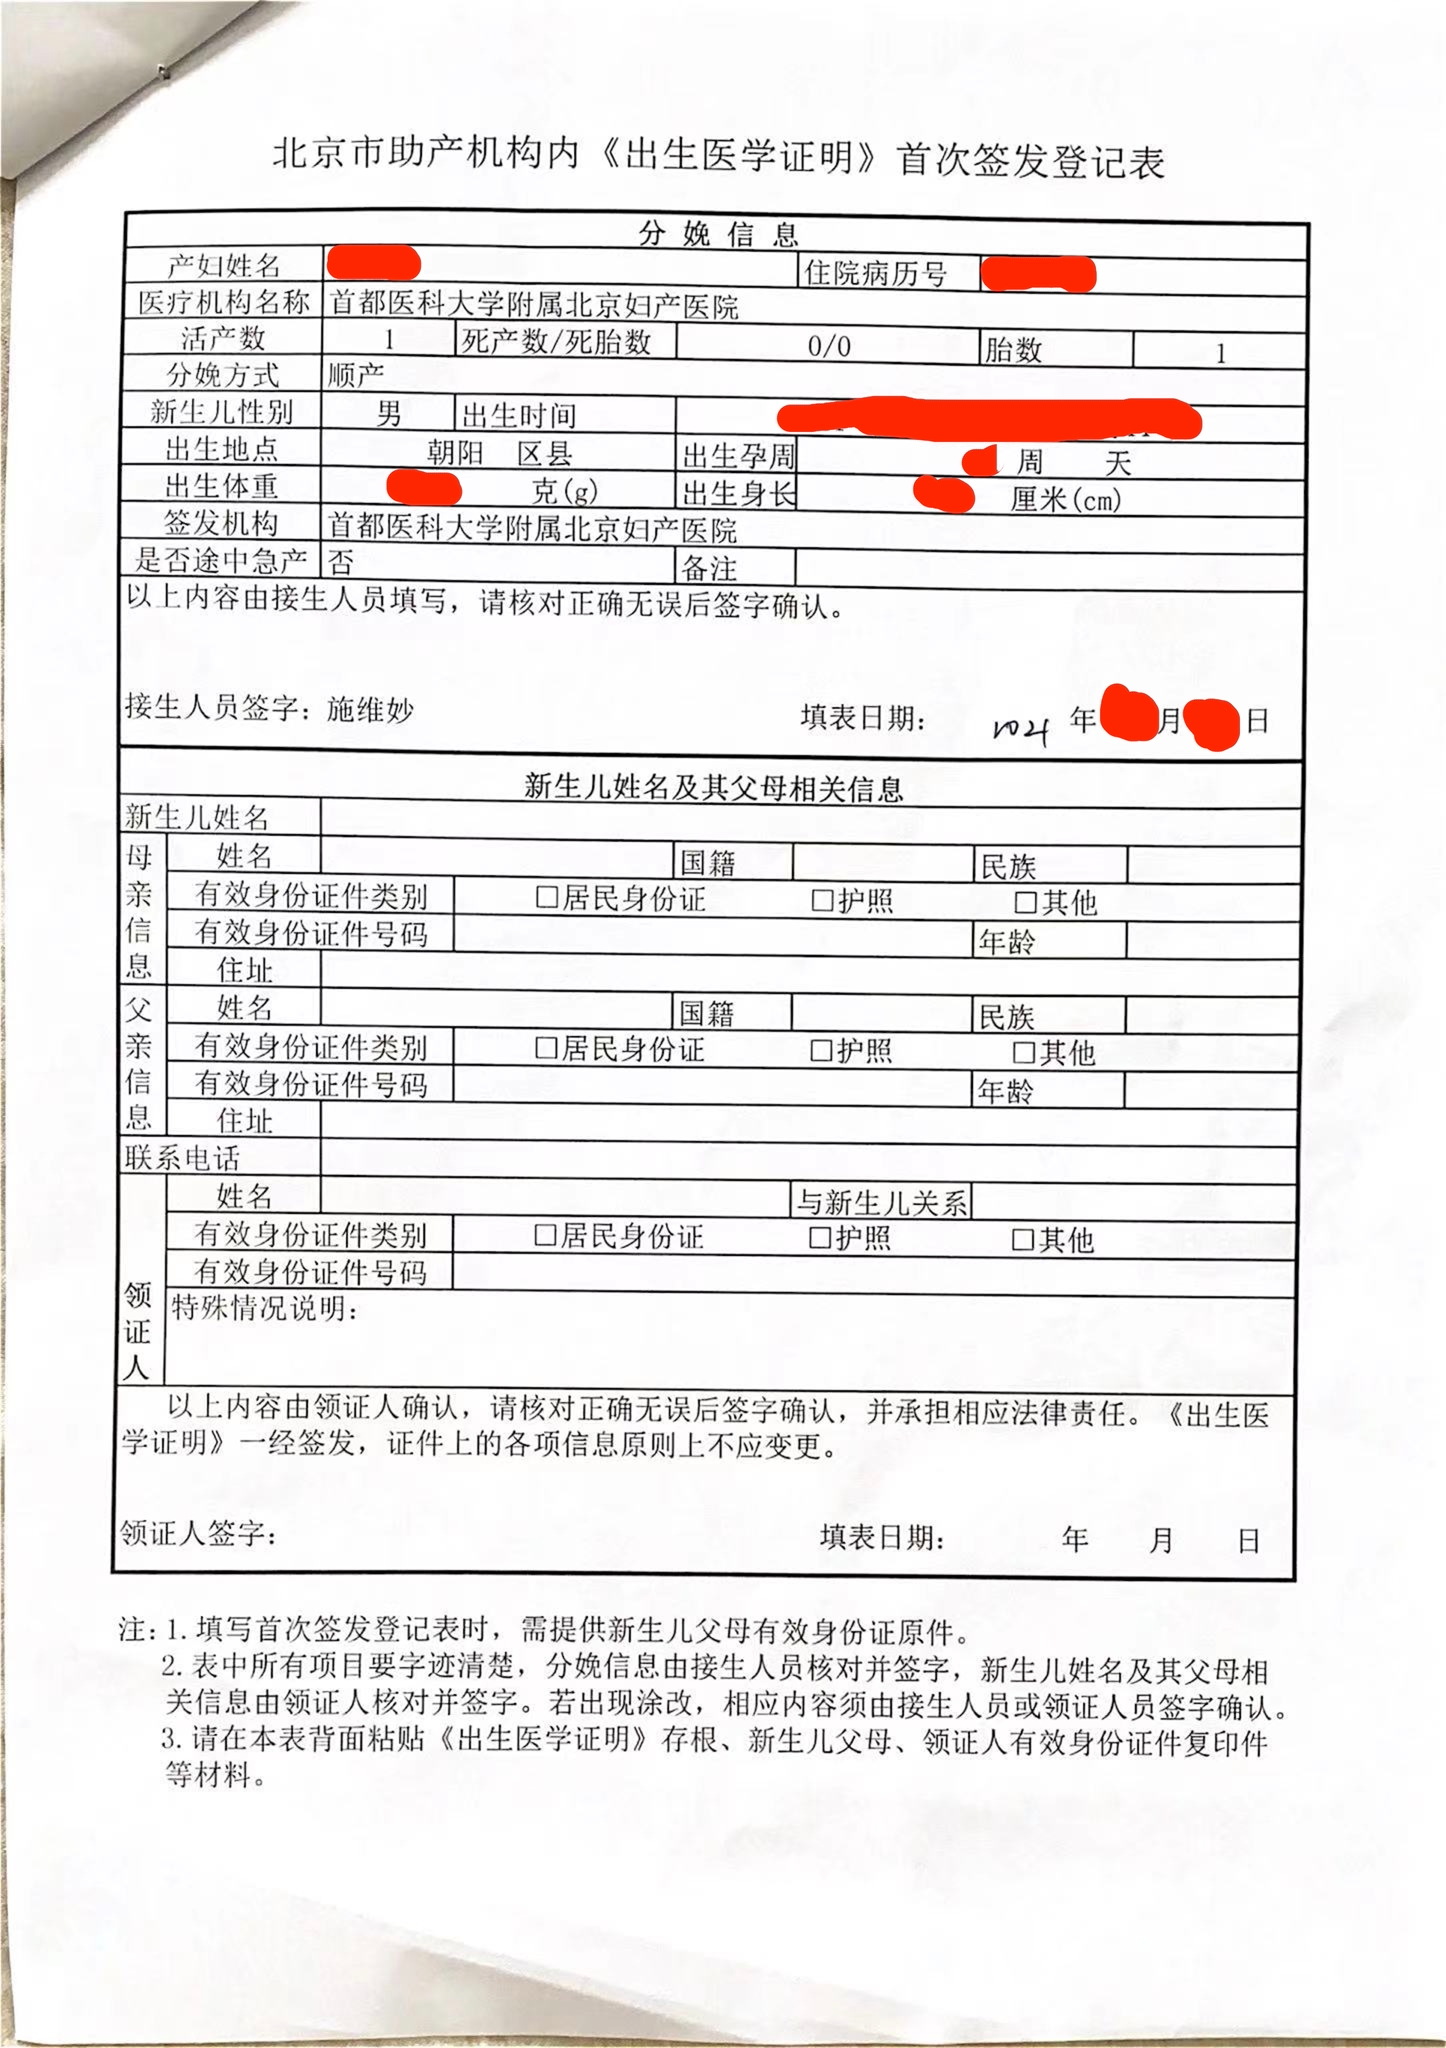 北京市助产机构内《出生医学证明》首次签发登记表
分 娩 信 息
产妇姓名 住院病历号
医疗机构名称 首都医科大学附属北京妇产医院
活产数 1 死产数/死胎数 0/0 胎数 1
分娩方式 顺产
新生儿性别 男 出生时间
出生地点 朝阳 区县 出生孕周 周 天
出生体重 克(g) 出生身长 厘米(cm)
签发机构 首都医科大学附属北京妇产医院
是否途中急产 否 备注
以上内容由接生人员填写，请核对正确无误后签字确认。
接生人员签字：施维妙 填表日期： 2021 年 月 日
新生儿姓名及其父母相关信息
新生儿姓名
母亲信息
姓名 国籍 民族
有效身份证件类别 □居民身份证 □护照 □其他
有效身份证件号码 年龄
住址
父亲信息
姓名 国籍 民族
有效身份证件类别 □居民身份证 □护照 □其他
有效身份证件号码 年龄
住址
联系电话
领证人
姓名 与新生儿关系
有效身份证件类别 □居民身份证 □护照 □其他
有效身份证件号码
特殊情况说明：
以上内容由领证人确认，请核对正确无误后签字确认，并承担相应法律责任。《出生医
学证明》一经签发，证件上的各项信息原则上不应变更。
领证人签字： 填表日期： 年 月 日
注：1.填写首次签发登记表时，需提供新生儿父母有效身份证原件。
2.表中所有项目要字迹清楚，分娩信息由接生人员核对并签字，新生儿姓名及其父母相
关信息由领证人核对并签字。若出现涂改，相应内容须由接生人员或领证人员签字确认。
3.请在本表背面粘贴《出生医学证明》存根、新生儿父母、领证人有效身份证件复印件
等材料。